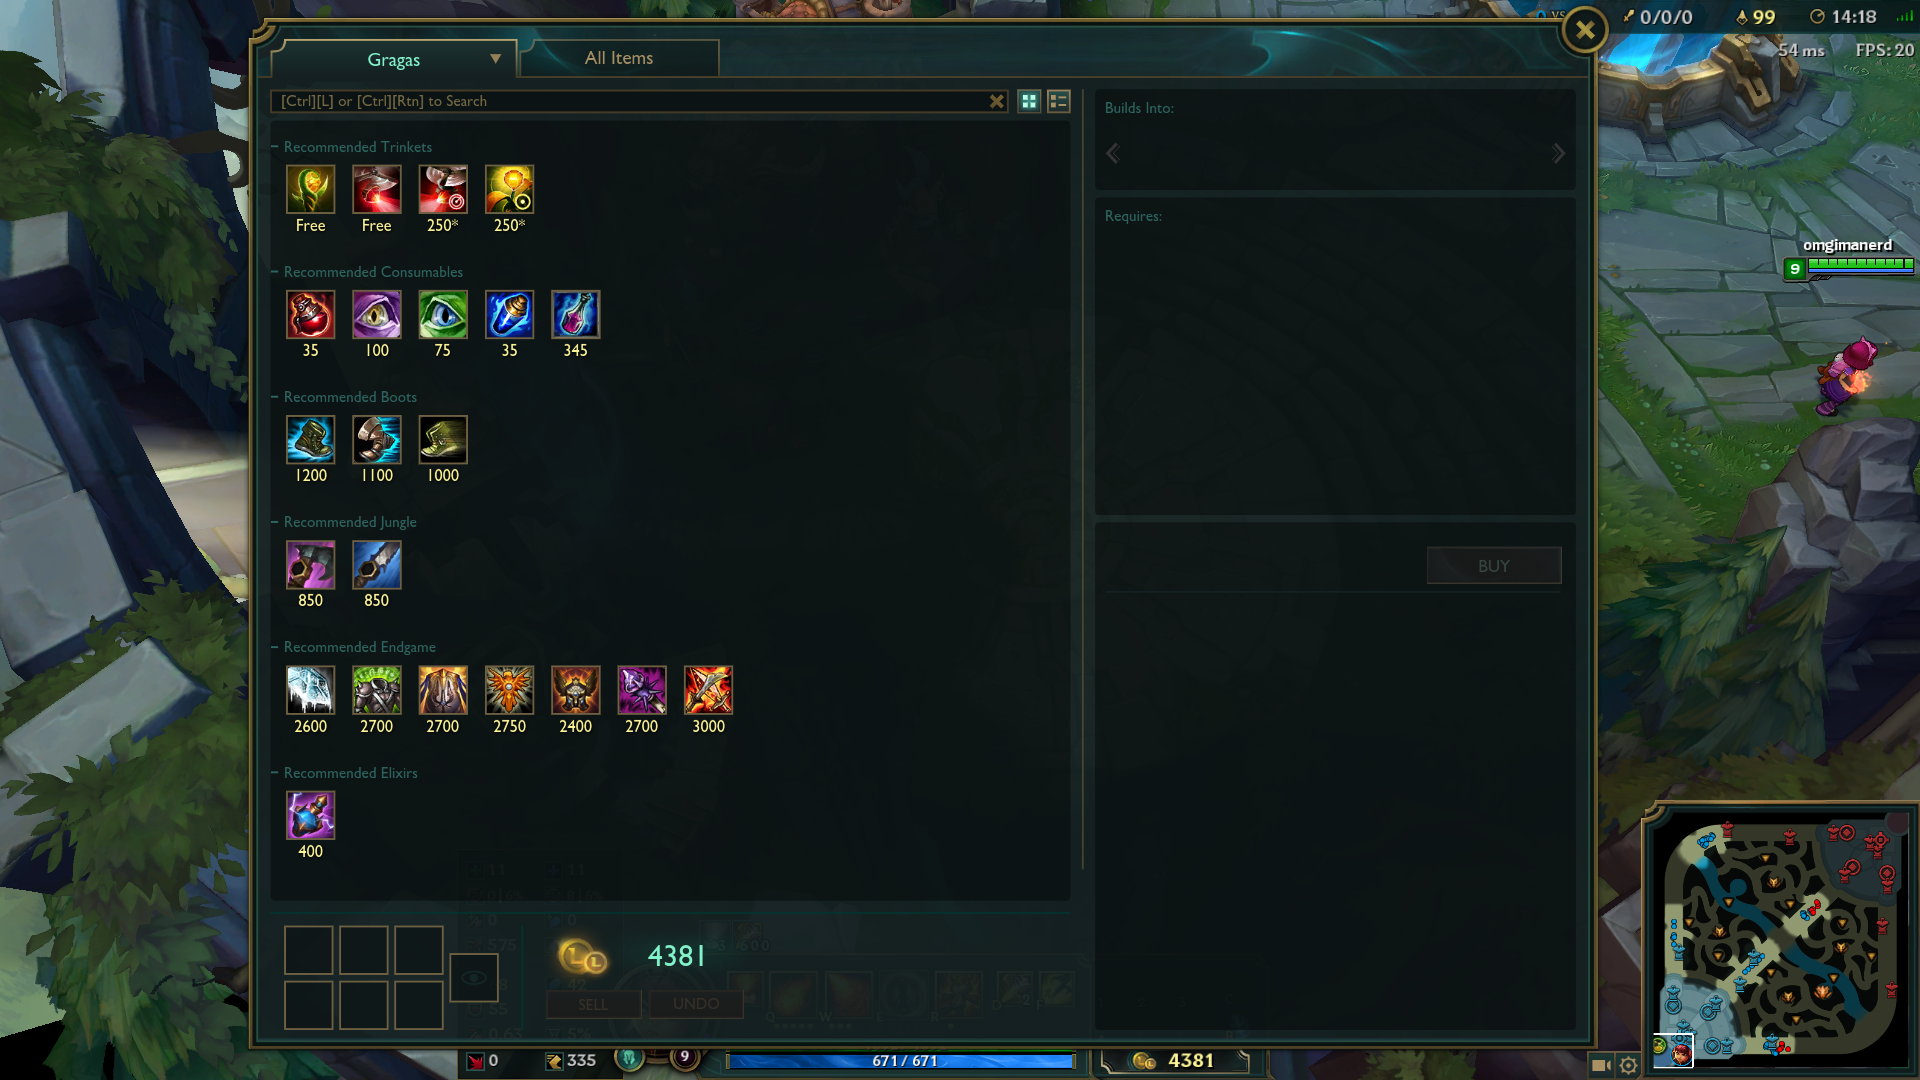 VS
0/0/0
99
14:18
54 ms
FPS: 20
Gragas
All Items
[Ctrl][L] or [Ctrl][Rtn] to Search
Recommended Trinkets
Free Free 250* 250*
Recommended Consumables
35 100 75 35 345
Recommended Boots
1200 1100 1000
Recommended Jungle
850 850
Recommended Endgame
2600 2700 2700 2750 2400 2700 3000
Recommended Elixirs
400
Builds Into:
Requires:
BUY
omgimanerd
9
4381
SELL
UNDO
0
335
9
671 / 671
4381